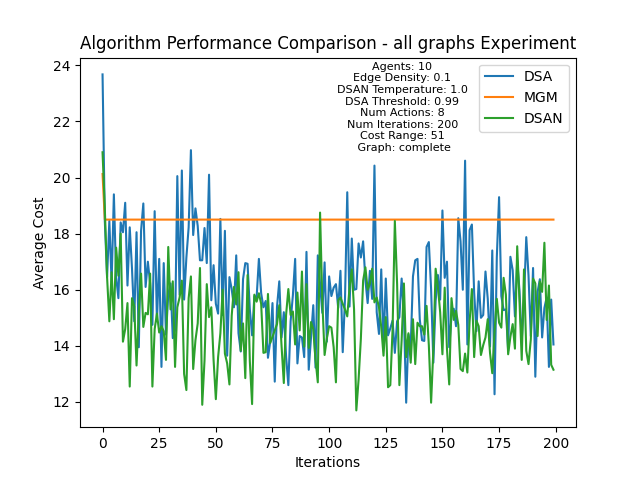 Algorithm Performance Comparison - all graphs Experiment
Agents: 10
Edge Density: 0.1
DSAN Temperature: 1.0
DSA Threshold: 0.99
Num Actions: 8
Num Iterations: 200
Cost Range: 51
Graph: complete
DSA
MGM
DSAN
Average Cost
24
22
20
18
16
14
12
0
25
50
75
100
125
150
175
200
Iterations